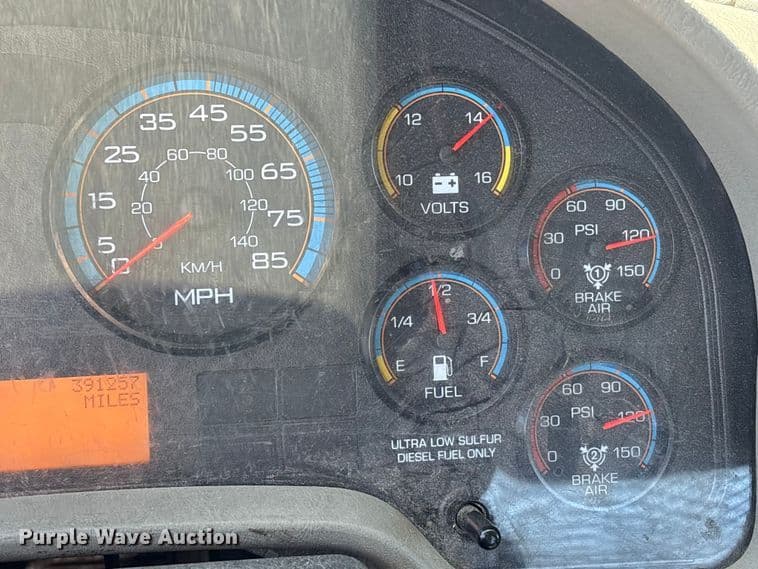 5
15
25
35
45
55
65
75
85
0
20
40
60
80
100
120
140
KM/H
MPH
391257
MILES
10
12
14
16
VOLTS
E
1/4
1/2
3/4
F
FUEL
ULTRA LOW SULFUR
DIESEL FUEL ONLY
0
30
60
90
120
150
PSI
1
BRAKE
AIR
0
30
60
90
120
150
PSI
2
BRAKE
AIR
Purple Wave Auction